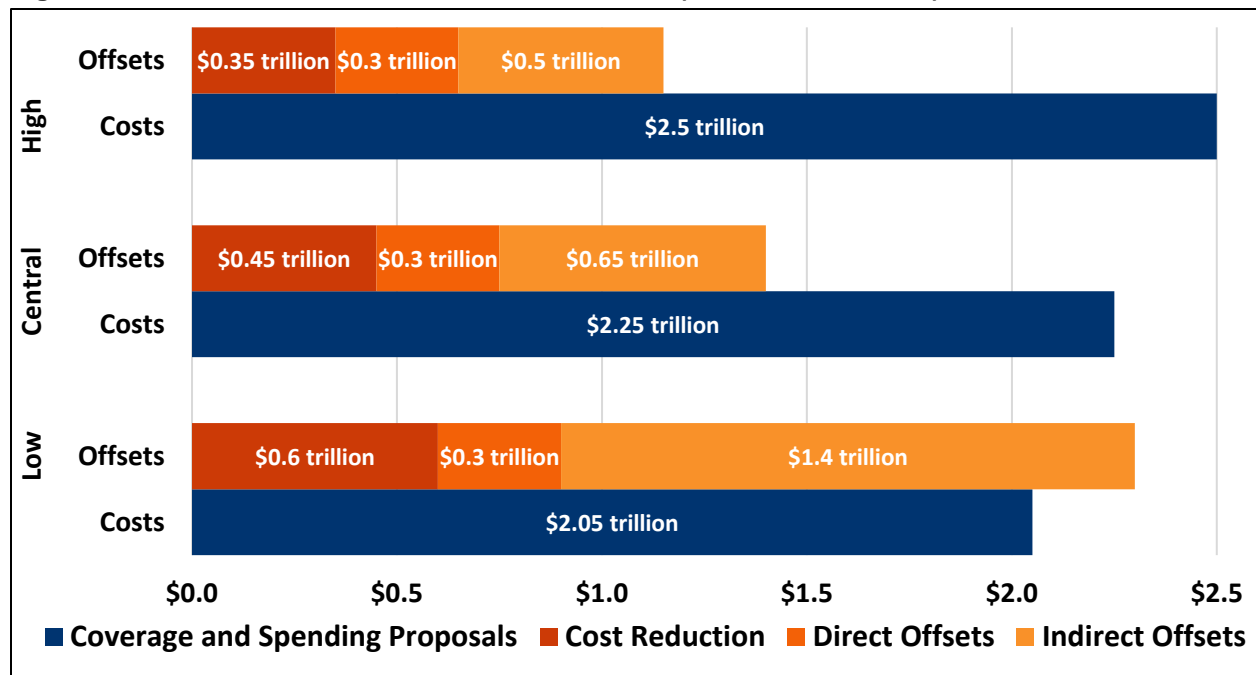 High
Offsets
$0.35 trillion $0.3 trillion $0.5 trillion
Costs
$2.5 trillion
Central
Offsets
$0.45 trillion $0.3 trillion $0.65 trillion
Costs
$2.25 trillion
Low
Offsets
$0.6 trillion $0.3 trillion $1.4 trillion
Costs
$2.05 trillion
$0.0 $0.5 $1.0 $1.5 $2.0 $2.5
Coverage and Spending Proposals Cost Reduction Direct Offsets Indirect Offsets